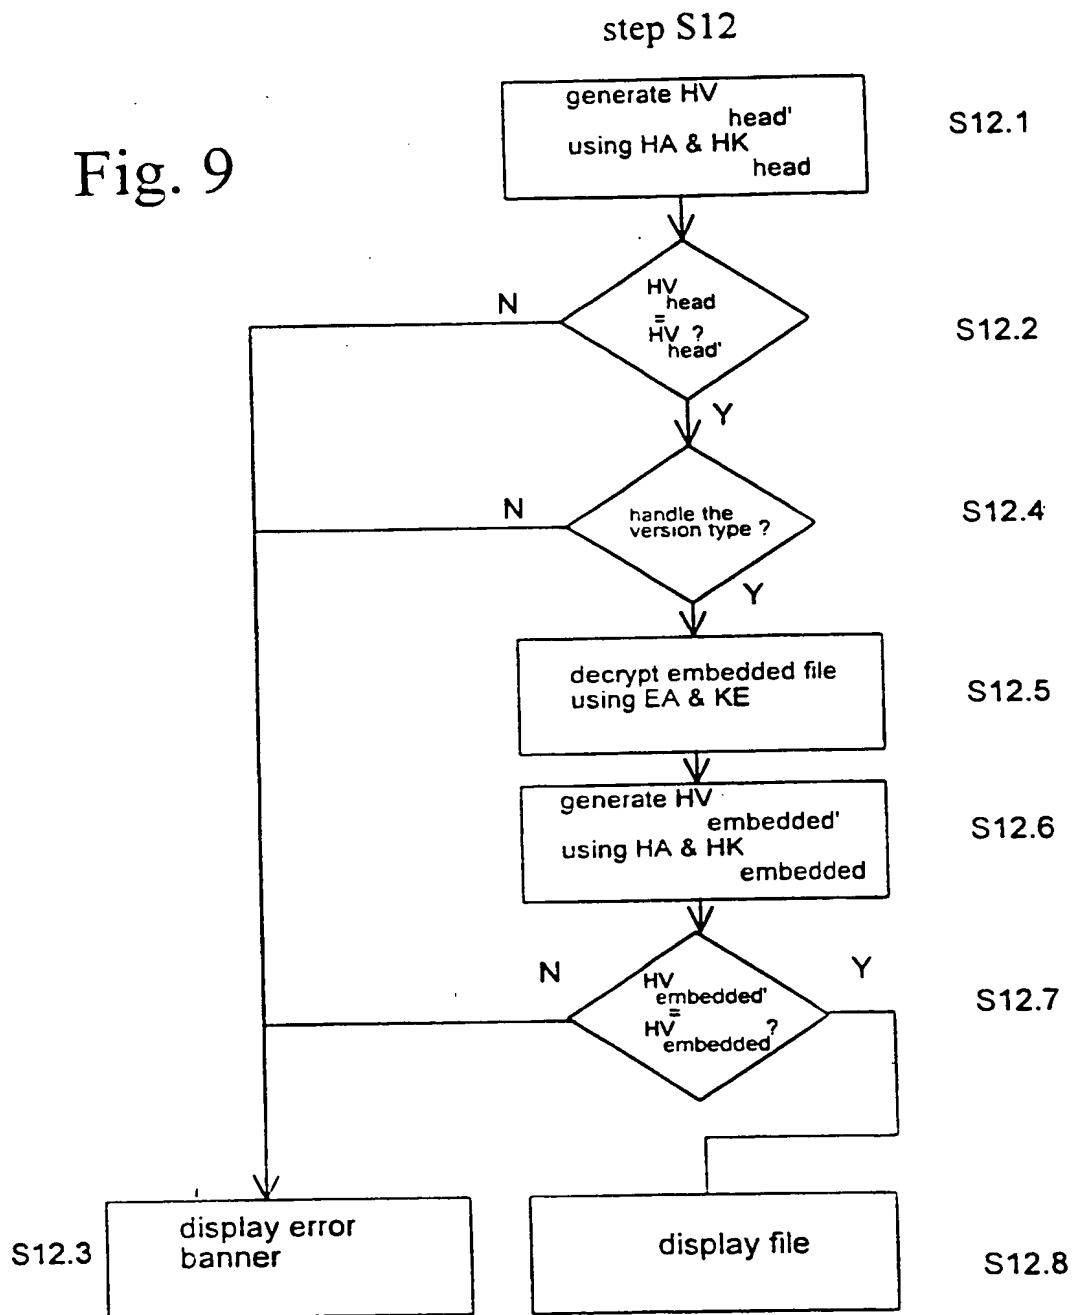 step S12
Fig. 9
generate HV
head'
using HA & HK
head
S12.1
N
HV
head
=
HV ?
head'
S12.2
Y
N
handle the
version type ?
S12.4
Y
decrypt embedded file
using EA & KE
S12.5
generate HV
embedded'
using HA & HK
embedded
S12.6
N
HV
embedded'
=
HV ?
embedded
Y
S12.7
S12.3
display error
banner
display file
S12.8